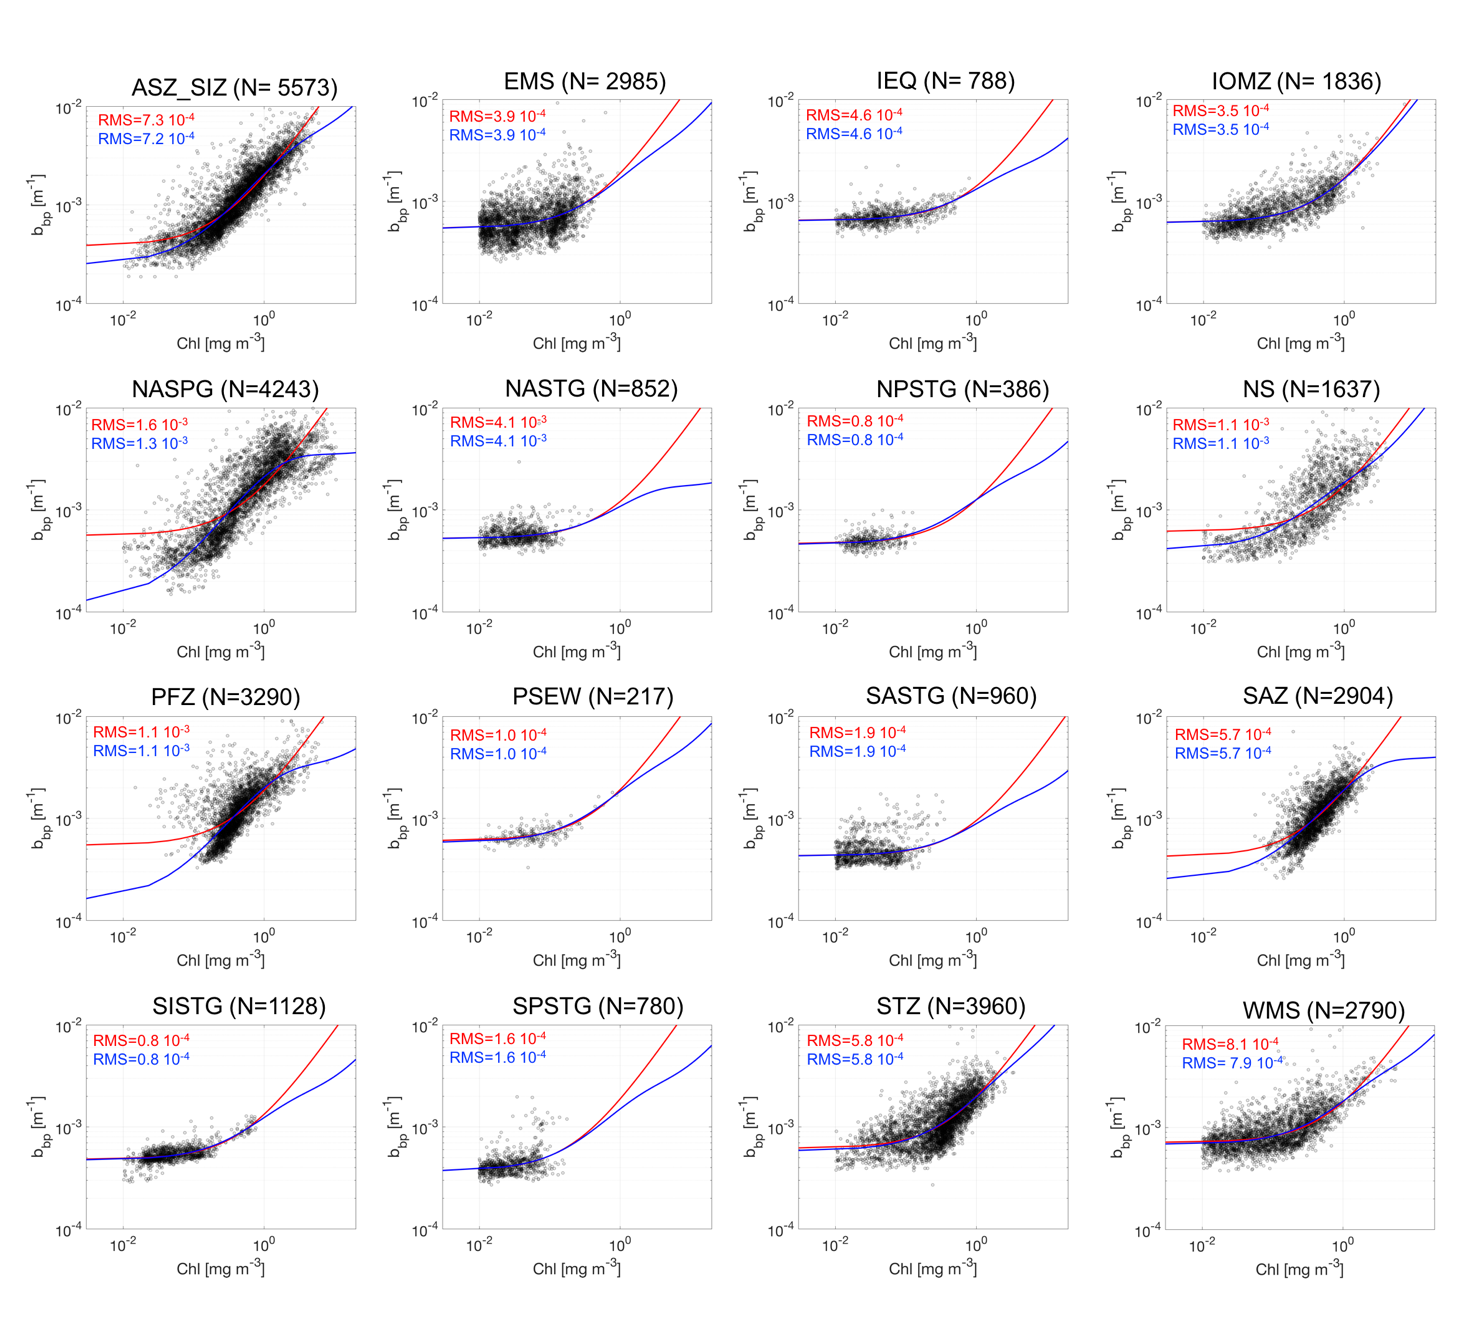 ASZ_SIZ (N= 5573)
RMS=7.3 10-4
RMS=7.2 10-4
10-2
10-3
10-4
bbp [m-1]
10-2
100
Chl [mg m-3]
EMS (N= 2985)
RMS=3.9 10-4
RMS=3.9 10-4
10-2
10-3
10-4
bbp [m-1]
10-2
100
Chl [mg m-3]
IEQ (N= 788)
RMS=4.6 10-4
RMS=4.6 10-4
10-2
10-3
10-4
bbp [m-1]
10-2
100
Chl [mg m-3]
IOMZ (N= 1836)
RMS=3.5 10-4
RMS=3.5 10-4
10-2
10-3
10-4
bbp [m-1]
10-2
100
Chl [mg m-3]
NASPG (N=4243)
RMS=1.6 10-3
RMS=1.3 10-3
10-2
10-3
10-4
bbp [m-1]
10-2
100
Chl [mg m-3]
NASTG (N=852)
RMS=4.1 10-3
RMS=4.1 10-3
10-2
10-3
10-4
bbp [m-1]
10-2
100
Chl [mg m-3]
NPSTG (N=386)
RMS=0.8 10-4
RMS=0.8 10-4
10-2
10-3
10-4
bbp [m-1]
10-2
100
Chl [mg m-3]
NS (N=1637)
RMS=1.1 10-3
RMS=1.1 10-3
10-2
10-3
10-4
bbp [m-1]
10-2
100
Chl [mg m-3]
PFZ (N=3290)
RMS=1.1 10-3
RMS=1.1 10-3
10-2
10-3
10-4
bbp [m-1]
10-2
100
Chl [mg m-3]
PSEW (N=217)
RMS=1.0 10-4
RMS=1.0 10-4
10-2
10-3
10-4
bbp [m-1]
10-2
100
Chl [mg m-3]
SASTG (N=960)
RMS=1.9 10-4
RMS=1.9 10-4
10-2
10-3
10-4
bbp [m-1]
10-2
100
Chl [mg m-3]
SAZ (N=2904)
RMS=5.7 10-4
RMS=5.7 10-4
10-2
10-3
10-4
bbp [m-1]
10-2
100
Chl [mg m-3]
SISTG (N=1128)
RMS=0.8 10-4
RMS=0.8 10-4
10-2
10-3
10-4
bbp [m-1]
10-2
100
Chl [mg m-3]
SPSTG (N=780)
RMS=1.6 10-4
RMS=1.6 10-4
10-2
10-3
10-4
bbp [m-1]
10-2
100
Chl [mg m-3]
STZ (N=3960)
RMS=5.8 10-4
RMS=5.8 10-4
10-2
10-3
10-4
bbp [m-1]
10-2
100
Chl [mg m-3]
WMS (N=2790)
RMS=8.1 10-4
RMS= 7.9 10-4
10-2
10-3
10-4
bbp [m-1]
10-2
100
Chl [mg m-3]